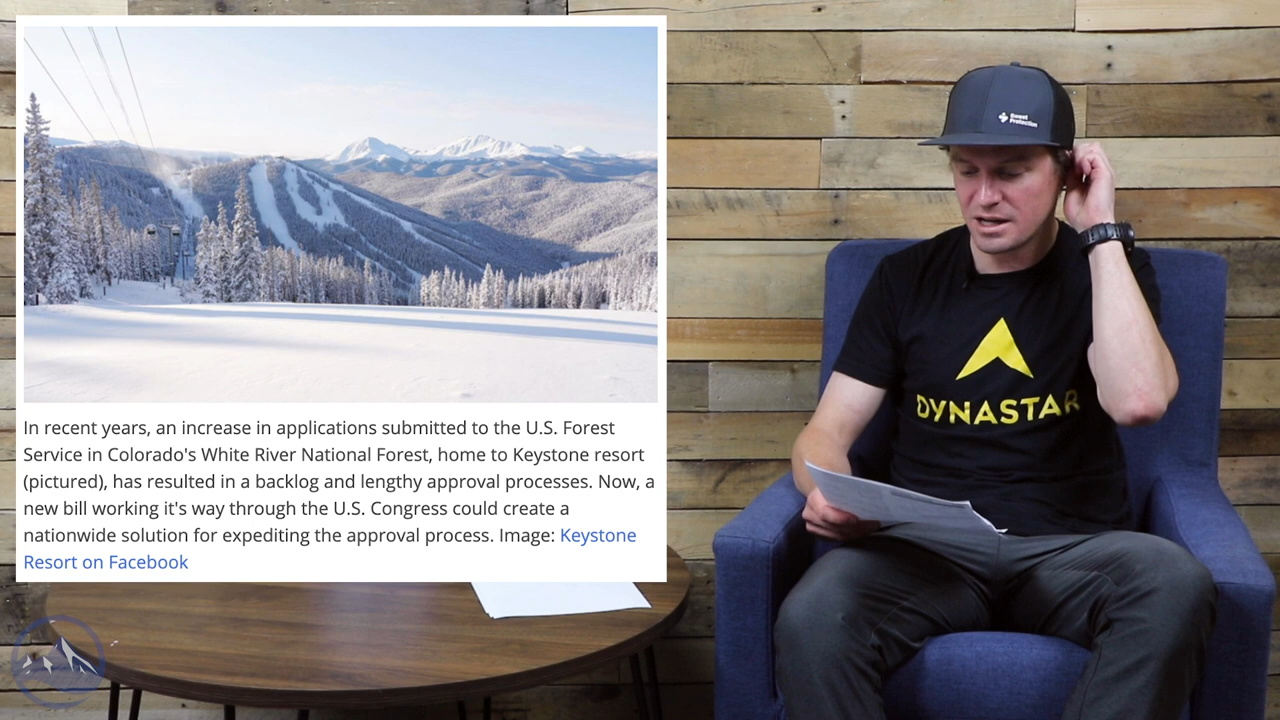 In recent years, an increase in applications submitted to the U.S. Forest
Service in Colorado's White River National Forest, home to Keystone resort
(pictured), has resulted in a backlog and lengthy approval processes. Now, a
new bill working it's way through the U.S. Congress could create a
nationwide solution for expediting the approval process. Image: Keystone
Resort on Facebook
Sweet
Protection
DYNASTAR